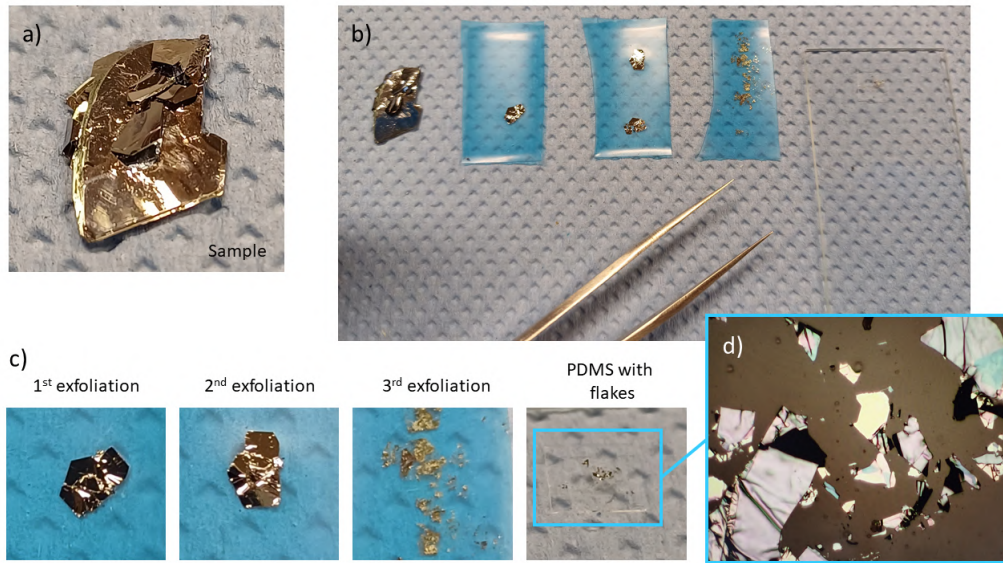 a)
Sample
b)
c)
1st exfoliation
2nd exfoliation
3rd exfoliation
PDMS with
flakes
d)